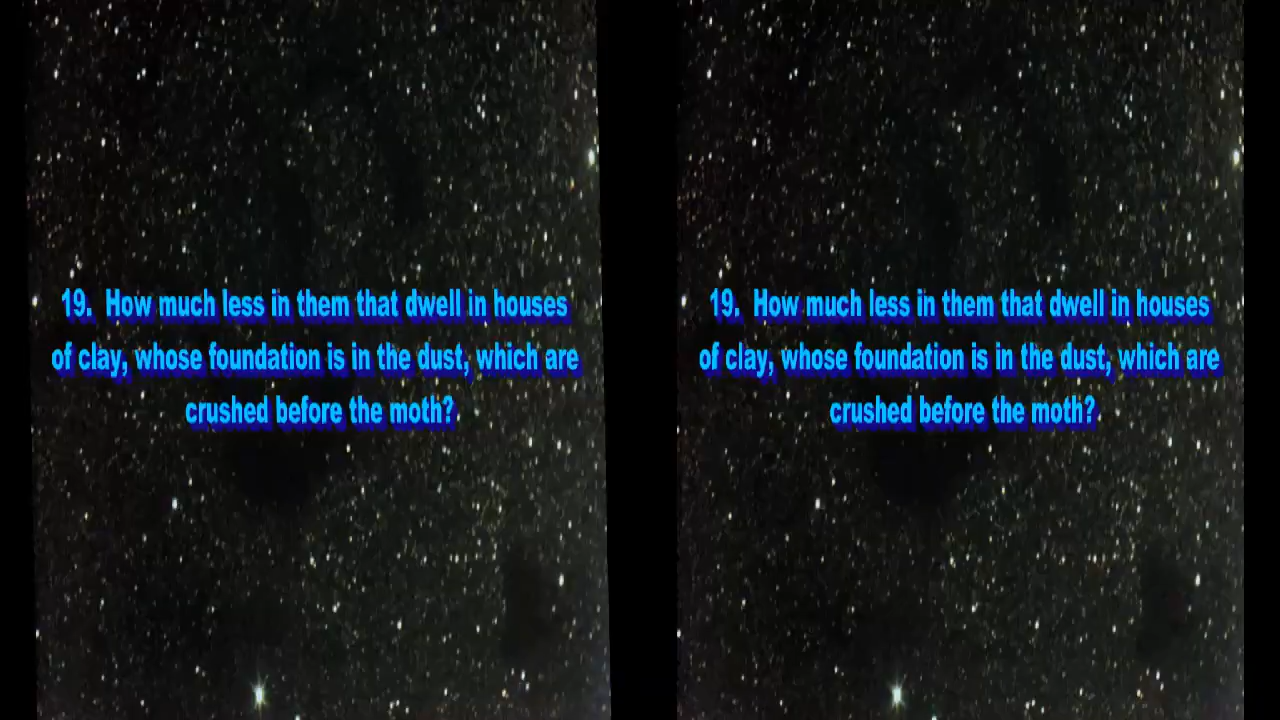 19.  How much less in them that dwell in houses
of clay, whose foundation is in the dust, which are
crushed before the moth?
19.  How much less in them that dwell in houses
of clay, whose foundation is in the dust, which are
crushed before the moth?